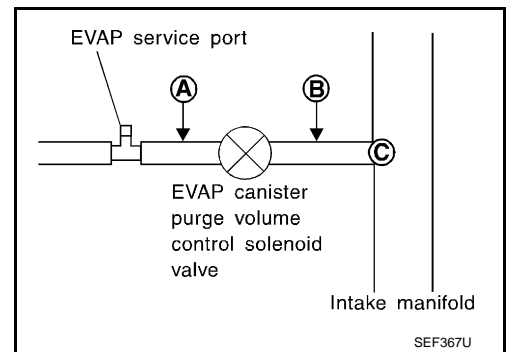 EVAP service port
A
B
C
EVAP canister
purge volume
control solenoid
valve
Intake manifold
SEF367U